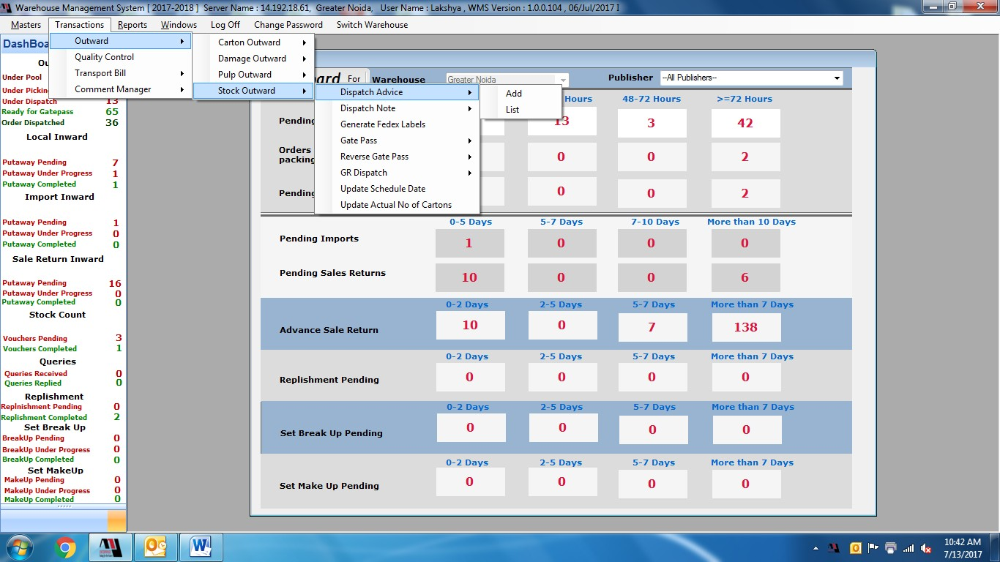 Warehouse Management System [ 2017-2018 ] Server Name : 14.192.18.61, Greater Noida, User Name : Lakshya , WMS Version : 1.0.0.104 , 06/Jul/2017 I
Masters Transactions Reports Windows Log Off Change Password Switch Warehouse
Outward
Quality Control
Transport Bill
Comment Manager
Carton Outward
Damage Outward
Pulp Outward
Stock Outward
Dispatch Advice
Dispatch Note
Generate Fedex Labels
Gate Pass
Reverse Gate Pass
GR Dispatch
Update Schedule Date
Update Actual No of Cartons
Add
List
Under Pool
Under Dispatch 13
Ready for Gatepass 65
Order Dispatched 36
Local Inward
Putaway Pending 7
Putaway Under Progress 1
Putaway Completed 1
Import Inward
Putaway Pending 1
Putaway Under Progress 0
Putaway Completed 0
Sale Return Inward
Putaway Pending 16
Putaway Under Progress 0
Putaway Completed 0
Stock Count
Vouchers Pending 3
Vouchers Completed 1
Queries
Queries Received 0
Queries Replied 0
Replishment
Replnishment Pending 0
Replishment Completed 2
Set Break Up
BreakUp Pending 0
BreakUp Under Progress 0
BreakUp Completed 0
Set MakeUp
MakeUp Pending 0
MakeUp Under Progress 0
MakeUp Completed 0
For Warehouse Greater Noida Publisher --All Publishers--
Hours 48-72 Hours >=72 Hours
Pending 13 3 42
Orders
packing 0 0 2
Pending 0 0 2
0-5 Days 5-7 Days 7-10 Days More than 10 Days
Pending Imports 1 0 0 0
Pending Sales Returns 10 0 0 6
0-2 Days 2-5 Days 5-7 Days More than 7 Days
Advance Sale Return 10 0 7 138
0-2 Days 2-5 Days 5-7 Days More than 7 Days
Replishment Pending 0 0 0 0
0-2 Days 2-5 Days 5-7 Days More than 7 Days
Set Break Up Pending 0 0 0 0
0-2 Days 2-5 Days 5-7 Days More than 7 Days
Set Make Up Pending 0 0 0 0
10:42 AM
7/13/2017